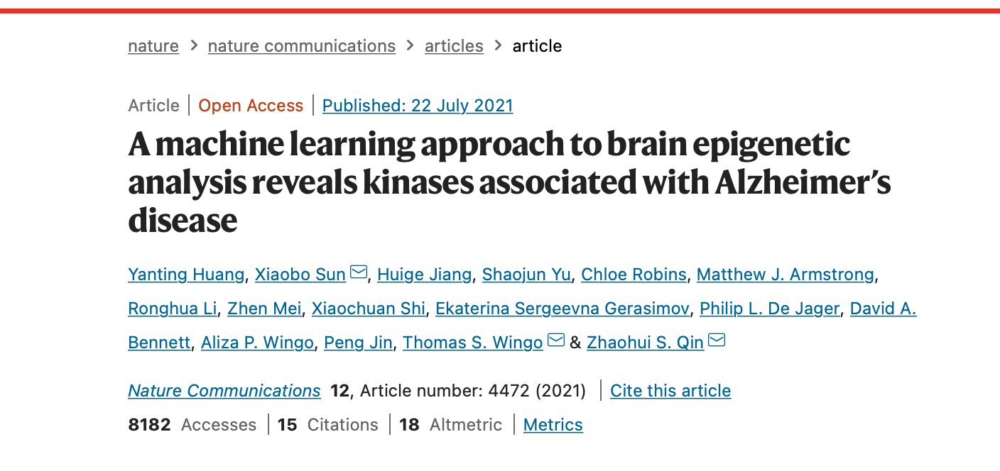 nature > nature communications > articles > article
Article | Open Access | Published: 22 July 2021
A machine learning approach to brain epigenetic
analysis reveals kinases associated with Alzheimer’s
disease
Yanting Huang, Xiaobo Sun, Huige Jiang, Shaojun Yu, Chloe Robins, Matthew J. Armstrong,
Ronghua Li, Zhen Mei, Xiaochuan Shi, Ekaterina Sergeevna Gerasimov, Philip L. De Jager, David A.
Bennett, Aliza P. Wingo, Peng Jin, Thomas S. Wingo & Zhaohui S. Qin
Nature Communications 12, Article number: 4472 (2021) | Cite this article
8182 Accesses | 15 Citations | 18 Altmetric | Metrics